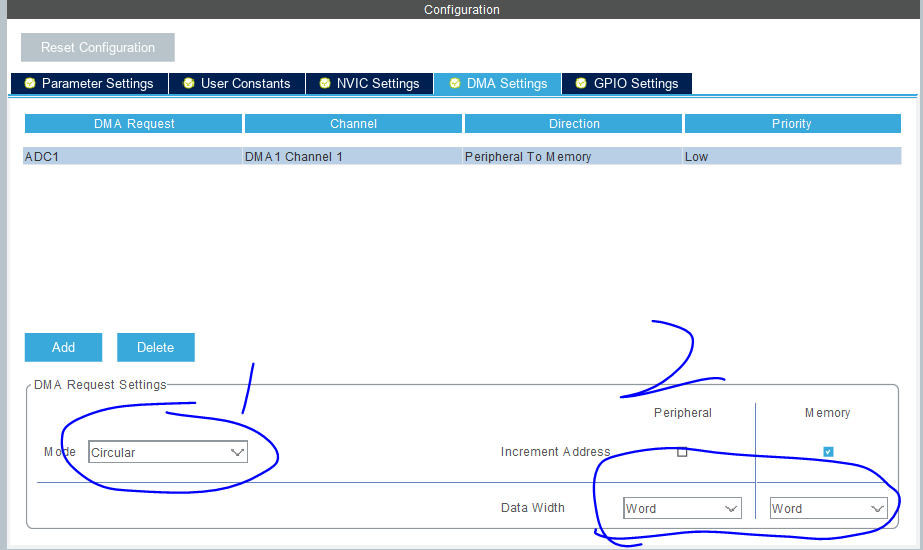 Configuration
Reset Configuration
Parameter Settings User Constants NVIC Settings DMA Settings GPIO Settings
DMA Request Channel Direction Priority
ADC1 DMA1 Channel 1 Peripheral To Memory Low
Add Delete
1 2
DMA Request Settings
Peripheral Memory
Mode Circular Increment Address
Data Width Word Word